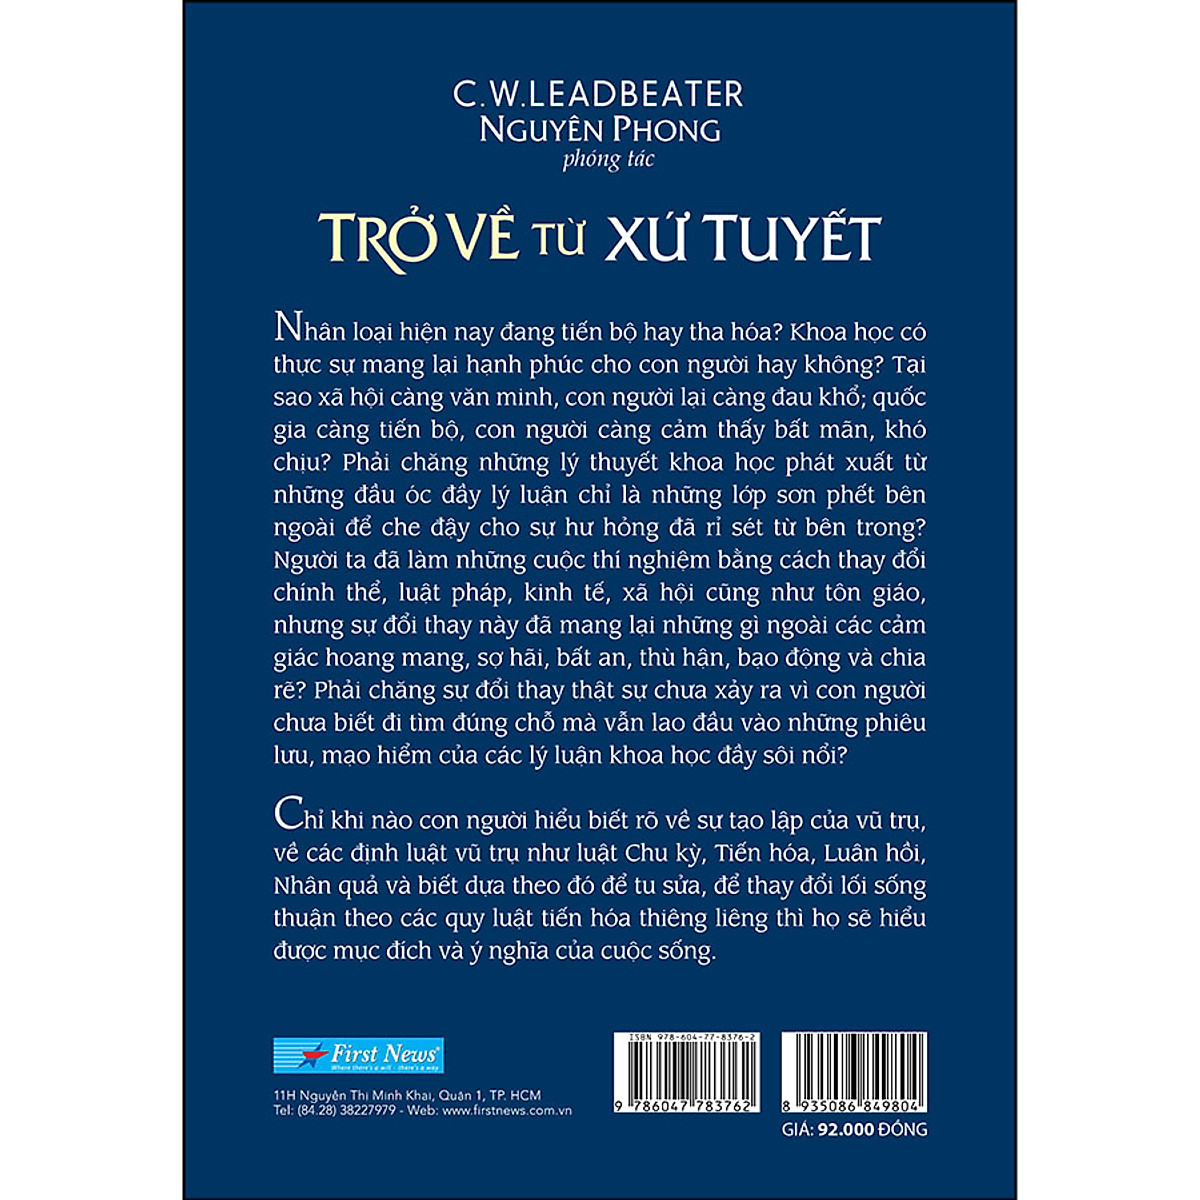 C.W.LEADBEATER
NGUYÊN PHONG
phóng tác
TRỞ VỀ TỪ XỨ TUYẾT
Nhân loại hiện nay đang tiến bộ hay tha hóa? Khoa học có
thực sự mang lại hạnh phúc cho con người hay không? Tại
sao xã hội càng văn minh, con người lại càng đau khổ; quốc
gia càng tiến bộ, con người càng cảm thấy bất mãn, khó
chịu? Phải chăng những lý thuyết khoa học phát xuất từ
những đầu óc đầy lý luận chỉ là những lớp sơn phết bên
ngoài để che đậy cho sự hư hỏng đã rỉ sét từ bên trong?
Người ta đã làm những cuộc thí nghiệm bằng cách thay đổi
chính thể, luật pháp, kinh tế, xã hội cũng như tôn giáo,
nhưng sự đổi thay này đã mang lại những gì ngoài các cảm
giác hoang mang, sợ hãi, bất an, thù hận, bạo động và chia
rẽ? Phải chăng sự đổi thay thật sự chưa xảy ra vì con người
chưa biết đi tìm đúng chỗ mà vẫn lao đầu vào những phiêu
lưu, mạo hiểm của các lý luận khoa học đầy sôi nổi?
Chỉ khi nào con người hiểu biết rõ về sự tạo lập của vũ trụ,
về các định luật vũ trụ như luật Chu kỳ, Tiến hóa, Luân hồi,
Nhân quả và biết dựa theo đó để tu sửa, để thay đổi lối sống
thuận theo các quy luật tiến hóa thiêng liêng thì họ sẽ hiểu
được mục đích và ý nghĩa của cuộc sống.
First News®
Where there's a will - there's a way
11H Nguyễn Thị Minh Khai, Quận 1, TP. HCM
Tel: (84.28) 38227979 - Web: www.firstnews.com.vn
ISBN 978-604-77-8376-2
9 786047 783762
8 935086 849804
GIÁ: 92.000 ĐỒNG